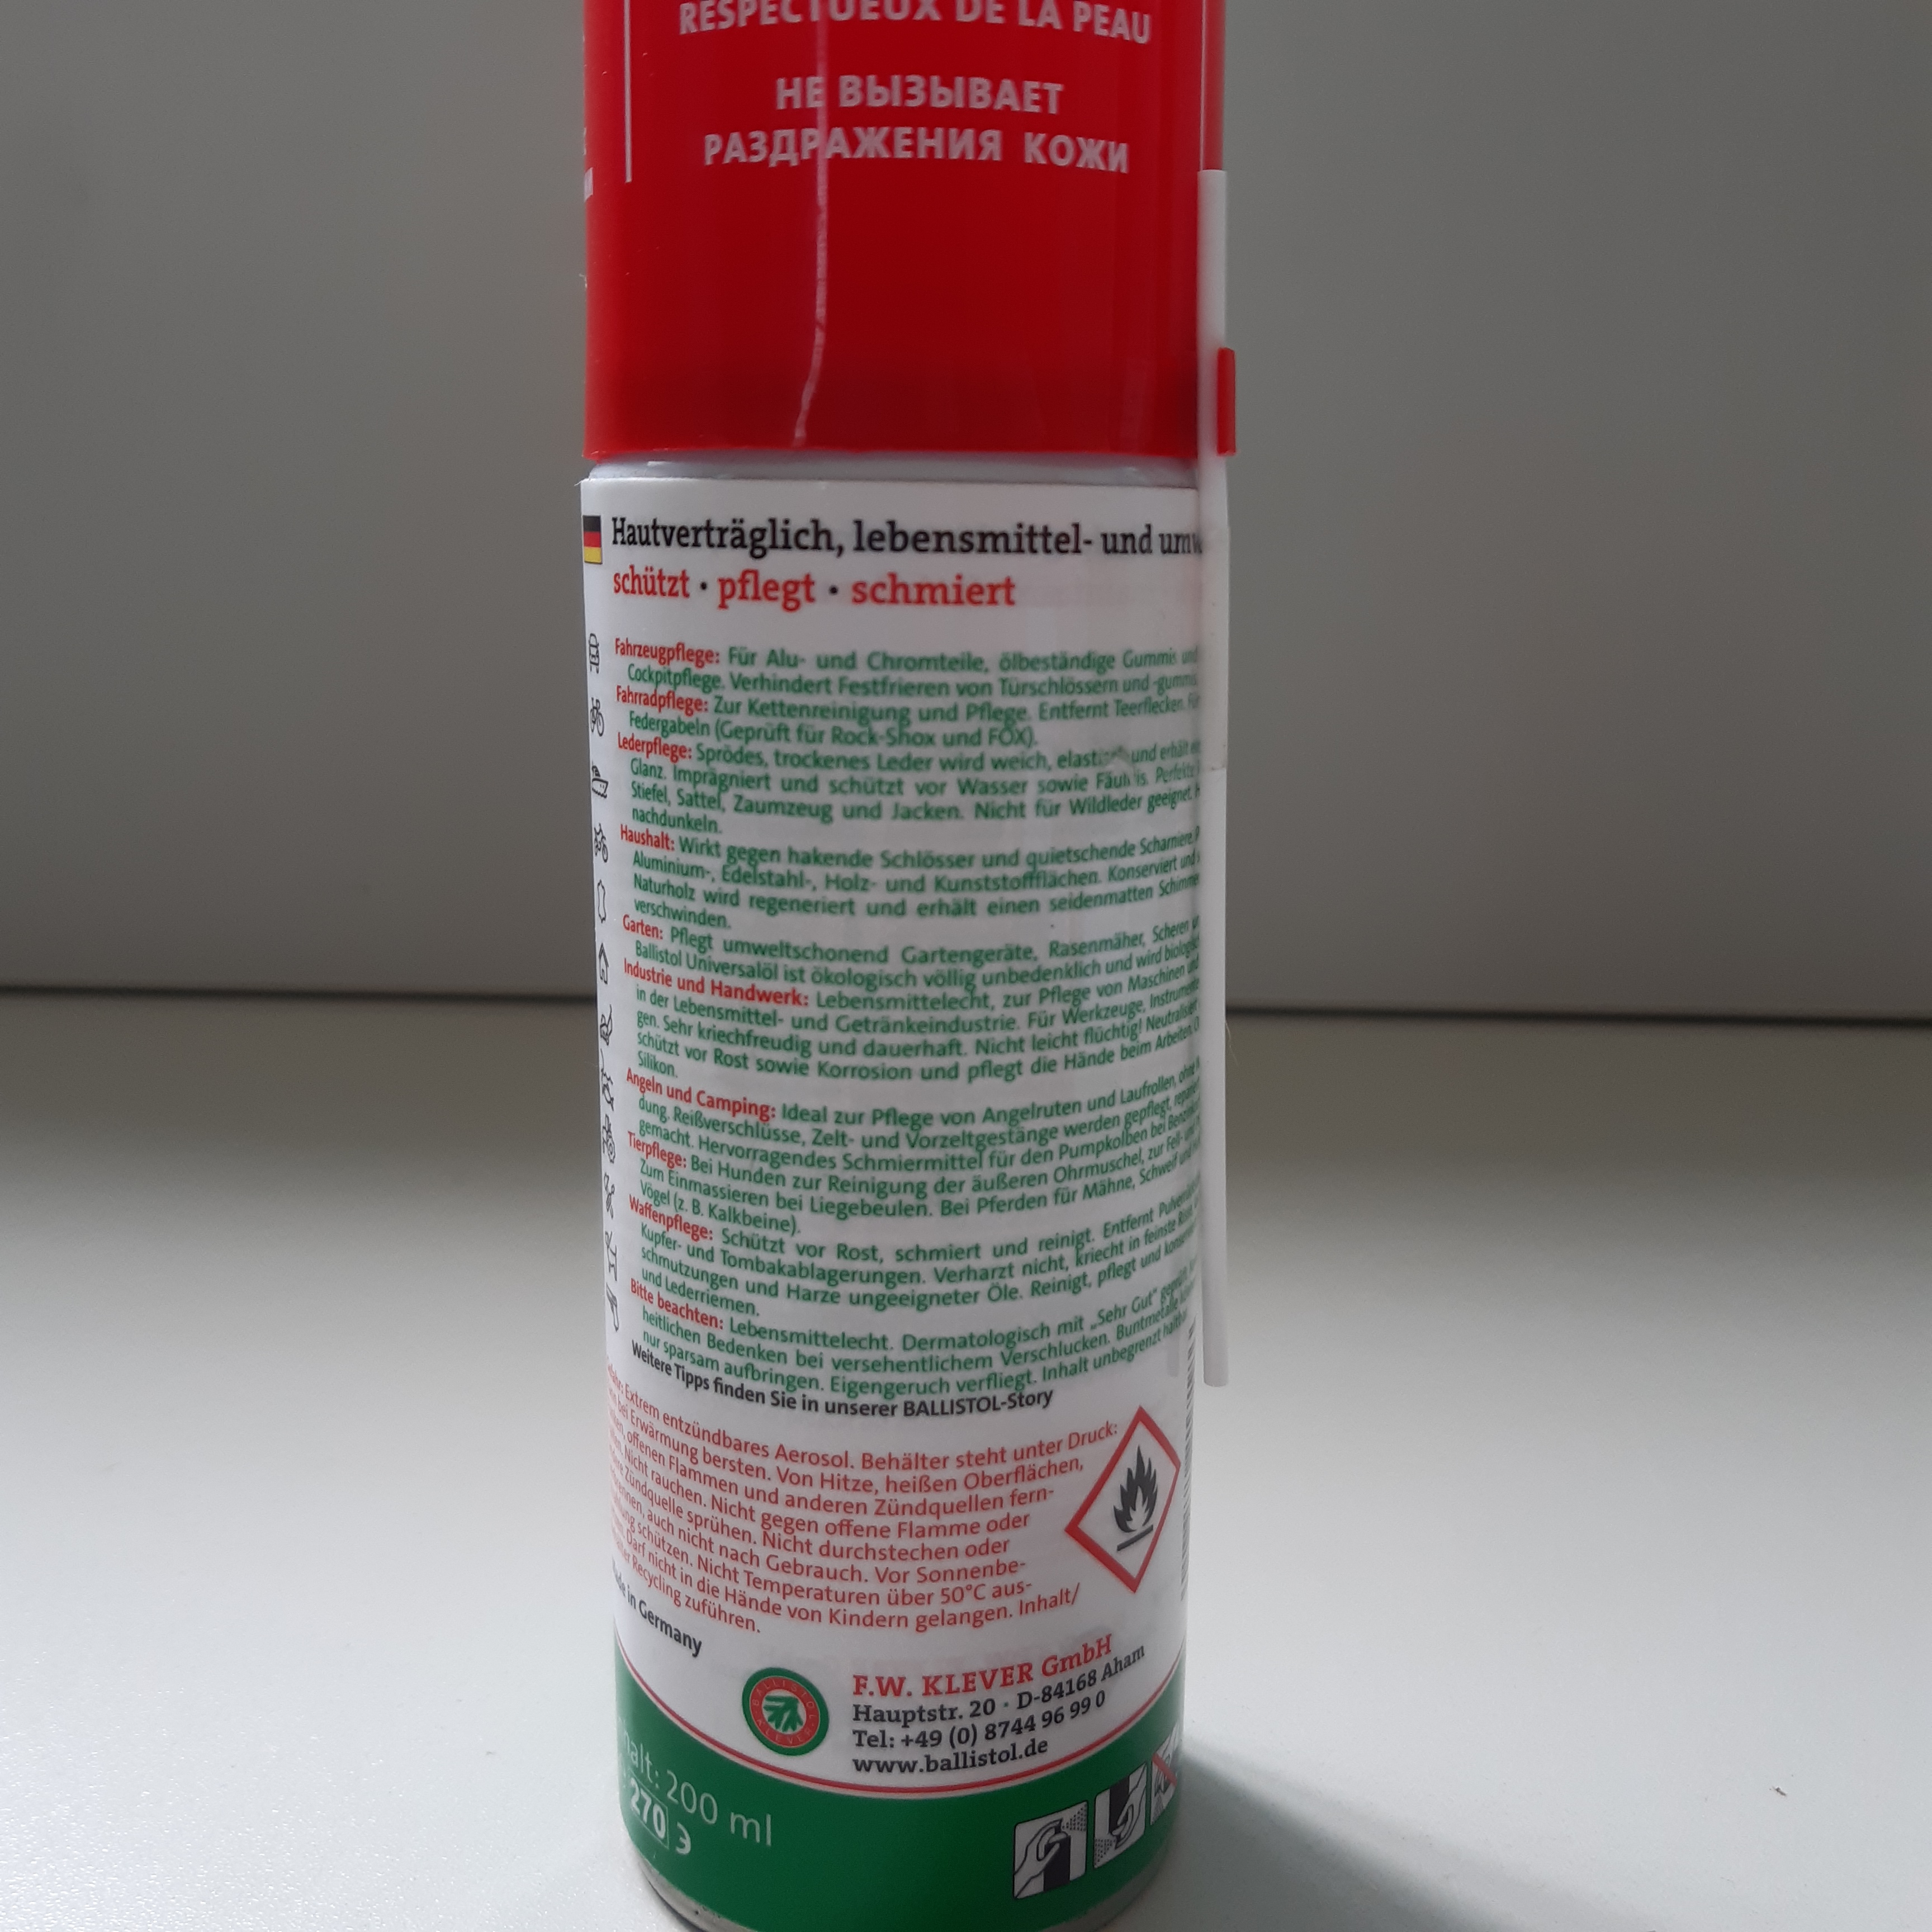 RESPECTUEUX DE LA PEAU
НЕ ВЫЗЫВАЕТ
РАЗДРАЖЕНИЯ КОЖИ
Hautverträglich, lebensmittel- und
schützt · pflegt · schmiert
Fahrzeugpflege: Für Alu- und Chromteile, ölbeständige Gummis und
Cockpitpflege. Verhindert Festfrieren von Türschlössern und -gummis
Fahrradpflege: Zur Kettenreinigung und Pflege. Entfernt Teerflecken. Für
Federgabeln (Geprüft für Rock-Shox und FOX).
Lederpflege: Sprödes, trockenes Leder wird weich, und erhält
Glanz. Imprägniert und schützt vor Wasser sowie Perfekte
Stiefel, Sattel, Zaumzeug und Jacken. Nicht für Wildleder geeignet.
nachdunkeln.
Haushalt: Wirkt gegen hakende Schlösser und quietschende Scharniere.
Aluminium-, Edelstahl-, Holz- und Kunststoffflächen. Konserviert und
Naturholz wird regeneriert und erhält einen seidenmatten
verschwinden.
Garten: Pflegt umweltschonend Gartengeräte, Rasenmäher, Scheren
Ballistol Universalöl ist ökologisch völlig unbedenklich und wird
Industrie und Handwerk: Lebensmittelecht, zur Pflege von Maschinen und
in der Lebensmittel- und Getränkeindustrie. Für Werkzeuge,
gen. Sehr kriechfreudig und dauerhaft. Nicht leicht flüchtig! Neutralisiert
schützt vor Rost sowie Korrosion und pflegt die Hände beim Arbeiten.
Silikon.
Angeln und Camping: Ideal zur Pflege von Angelruten und Laufrollen, ohne
dung. Reißverschlüsse, Zelt- und Vorzeltgestänge werden gepflegt,
gemacht. Hervorragendes Schmiermittel für den Pumpkolben bei
Tierpflege: Bei Hunden zur Reinigung der äußeren Ohrmuschel, zur Fell-
Zum Einmassieren bei Liegebeulen. Bei Pferden für Mähne, Schweif und
Vögel (z. B. Kalkbeine).
Waffenpflege: Schützt vor Rost, schmiert und reinigt. Entfernt
Kupfer- und Tombakablagerungen. Verharzt nicht, kriecht in feinste
schmutzungen und Harze ungeeigneter Öle. Reinigt, pflegt und
und Lederriemen.
Bitte beachten: Lebensmittelecht. Dermatologisch mit „Sehr Gut"
heitlichen Bedenken bei versehentlichem Verschlucken. Buntmetalle
nur sparsam aufbringen. Eigengeruch verfliegt. Inhalt unbegrenzt
Weitere Tipps finden Sie in unserer BALLISTOL-Story
Extrem entzündbares Aerosol. Behälter steht unter Druck:
bei Erwärmung bersten. Von Hitze, heißen Oberflächen,
offenen Flammen und anderen Zündquellen fern-
Nicht rauchen. Nicht gegen offene Flamme oder
Zündquelle sprühen. Nicht durchstechen oder
auch nicht nach Gebrauch. Vor Sonnenbe-
schützen. Nicht Temperaturen über 50°C aus-
Darf nicht in die Hände von Kindern gelangen. Inhalt/
Recycling zuführen.
in Germany
BALLISTOL
KLEVER
F.W. KLEVER GmbH
Hauptstr. 20 · D-84168 Aham
Tel: +49 (0) 8744 96 99 0
www.ballistol.de
200 ml
270